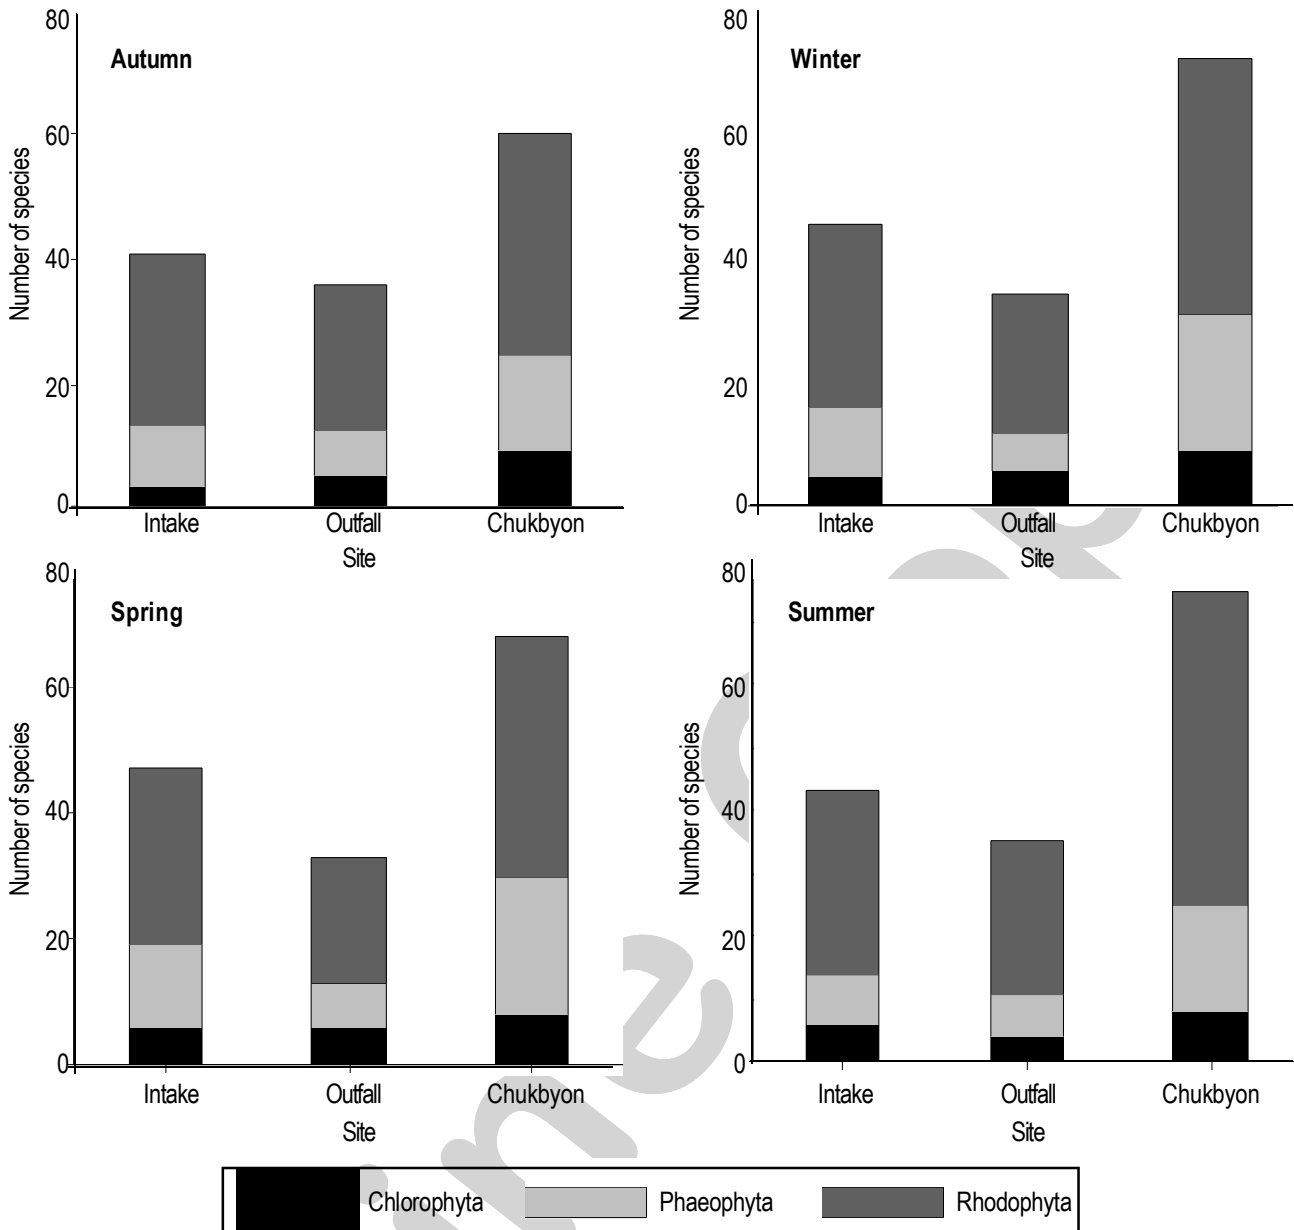 Autumn
Number of species
80
60
40
20
0
Intake Outfall Chukbyon
Site
Winter
Number of species
80
60
40
20
0
Intake Outfall Chukbyon
Site
Spring
Number of species
80
60
40
20
0
Intake Outfall Chukbyon
Site
Summer
Number of species
80
60
40
20
0
Intake Outfall Chukbyon
Site
Chlorophyta Phaeophyta Rhodophyta